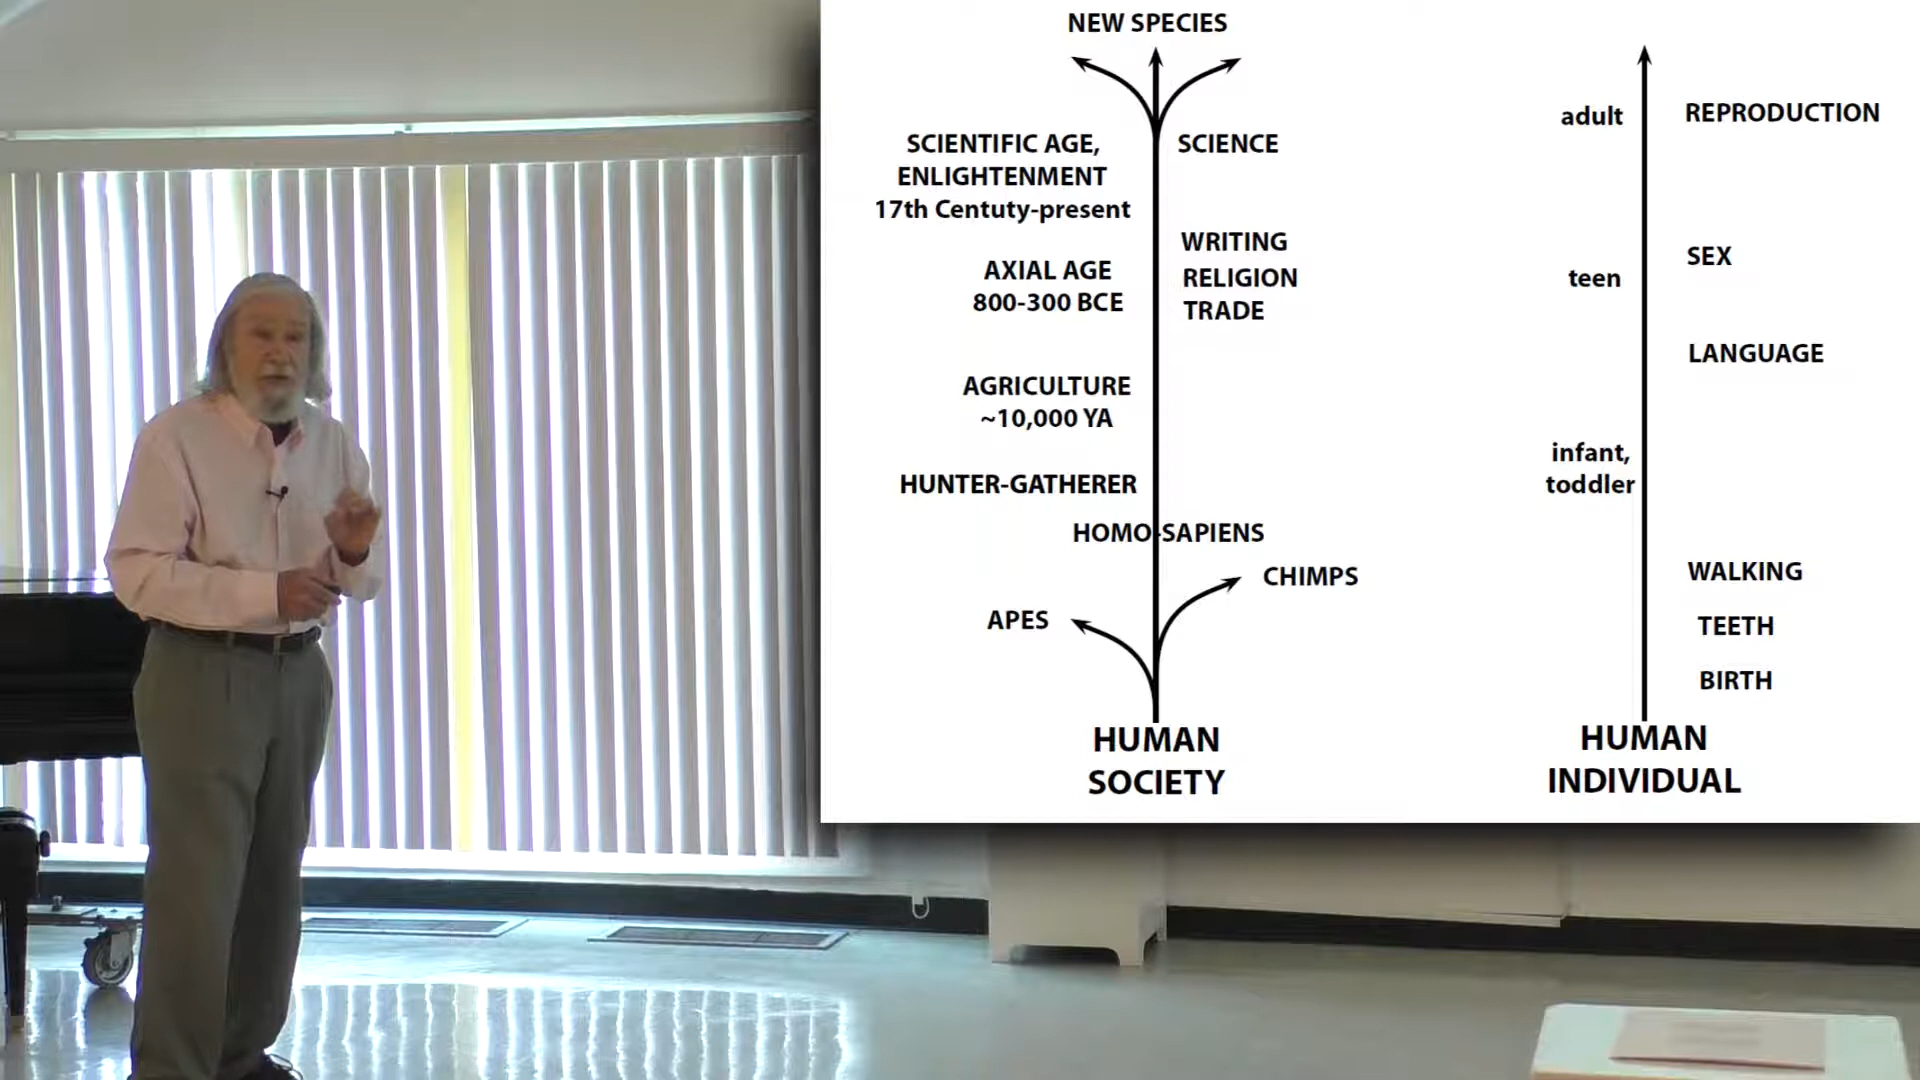 NEW SPECIES
SCIENTIFIC AGE,
ENLIGHTENMENT
17th Centuty-present
SCIENCE
AXIAL AGE
800-300 BCE
WRITING
RELIGION
TRADE
AGRICULTURE
~10,000 YA
HUNTER-GATHERER
HOMO-SAPIENS
CHIMPS
APES
HUMAN
SOCIETY
adult
REPRODUCTION
teen
SEX
LANGUAGE
infant,
toddler
WALKING
TEETH
BIRTH
HUMAN
INDIVIDUAL